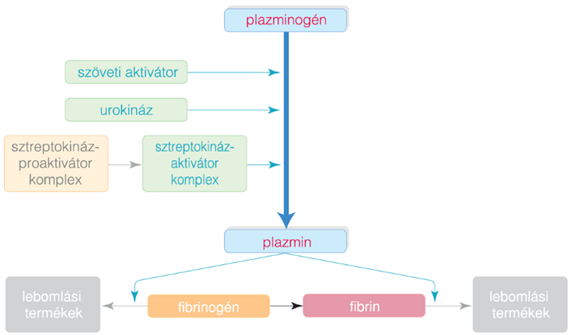 plazminogén
szöveti aktivátor
urokináz
sztreptokináz-
proaktivátor
komplex
sztreptokináz-
aktivátor
komplex
plazmin
lebomlási
termékek
fibrinogén
fibrin
lebomlási
termékek